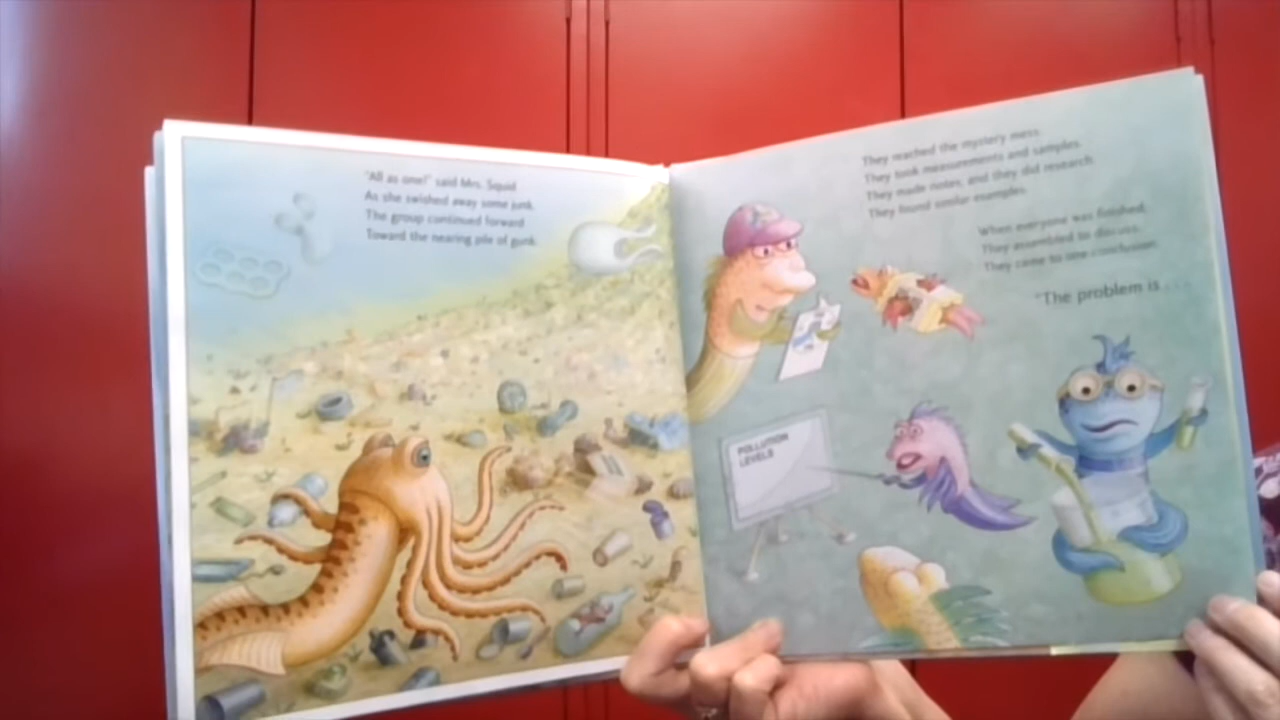 "All as one!" said Mrs. Squid
As she swished away some junk.
The group continued forward
Toward the nearing pile of gunk.
They reached the mystery mess.
They took measurements and samples.
They made notes, and they did research.
They found similar examples.
When everyone was finished,
They assembled to discuss.
They came to one conclusion:
"The problem is . . .
POLLUTION
LEVELS